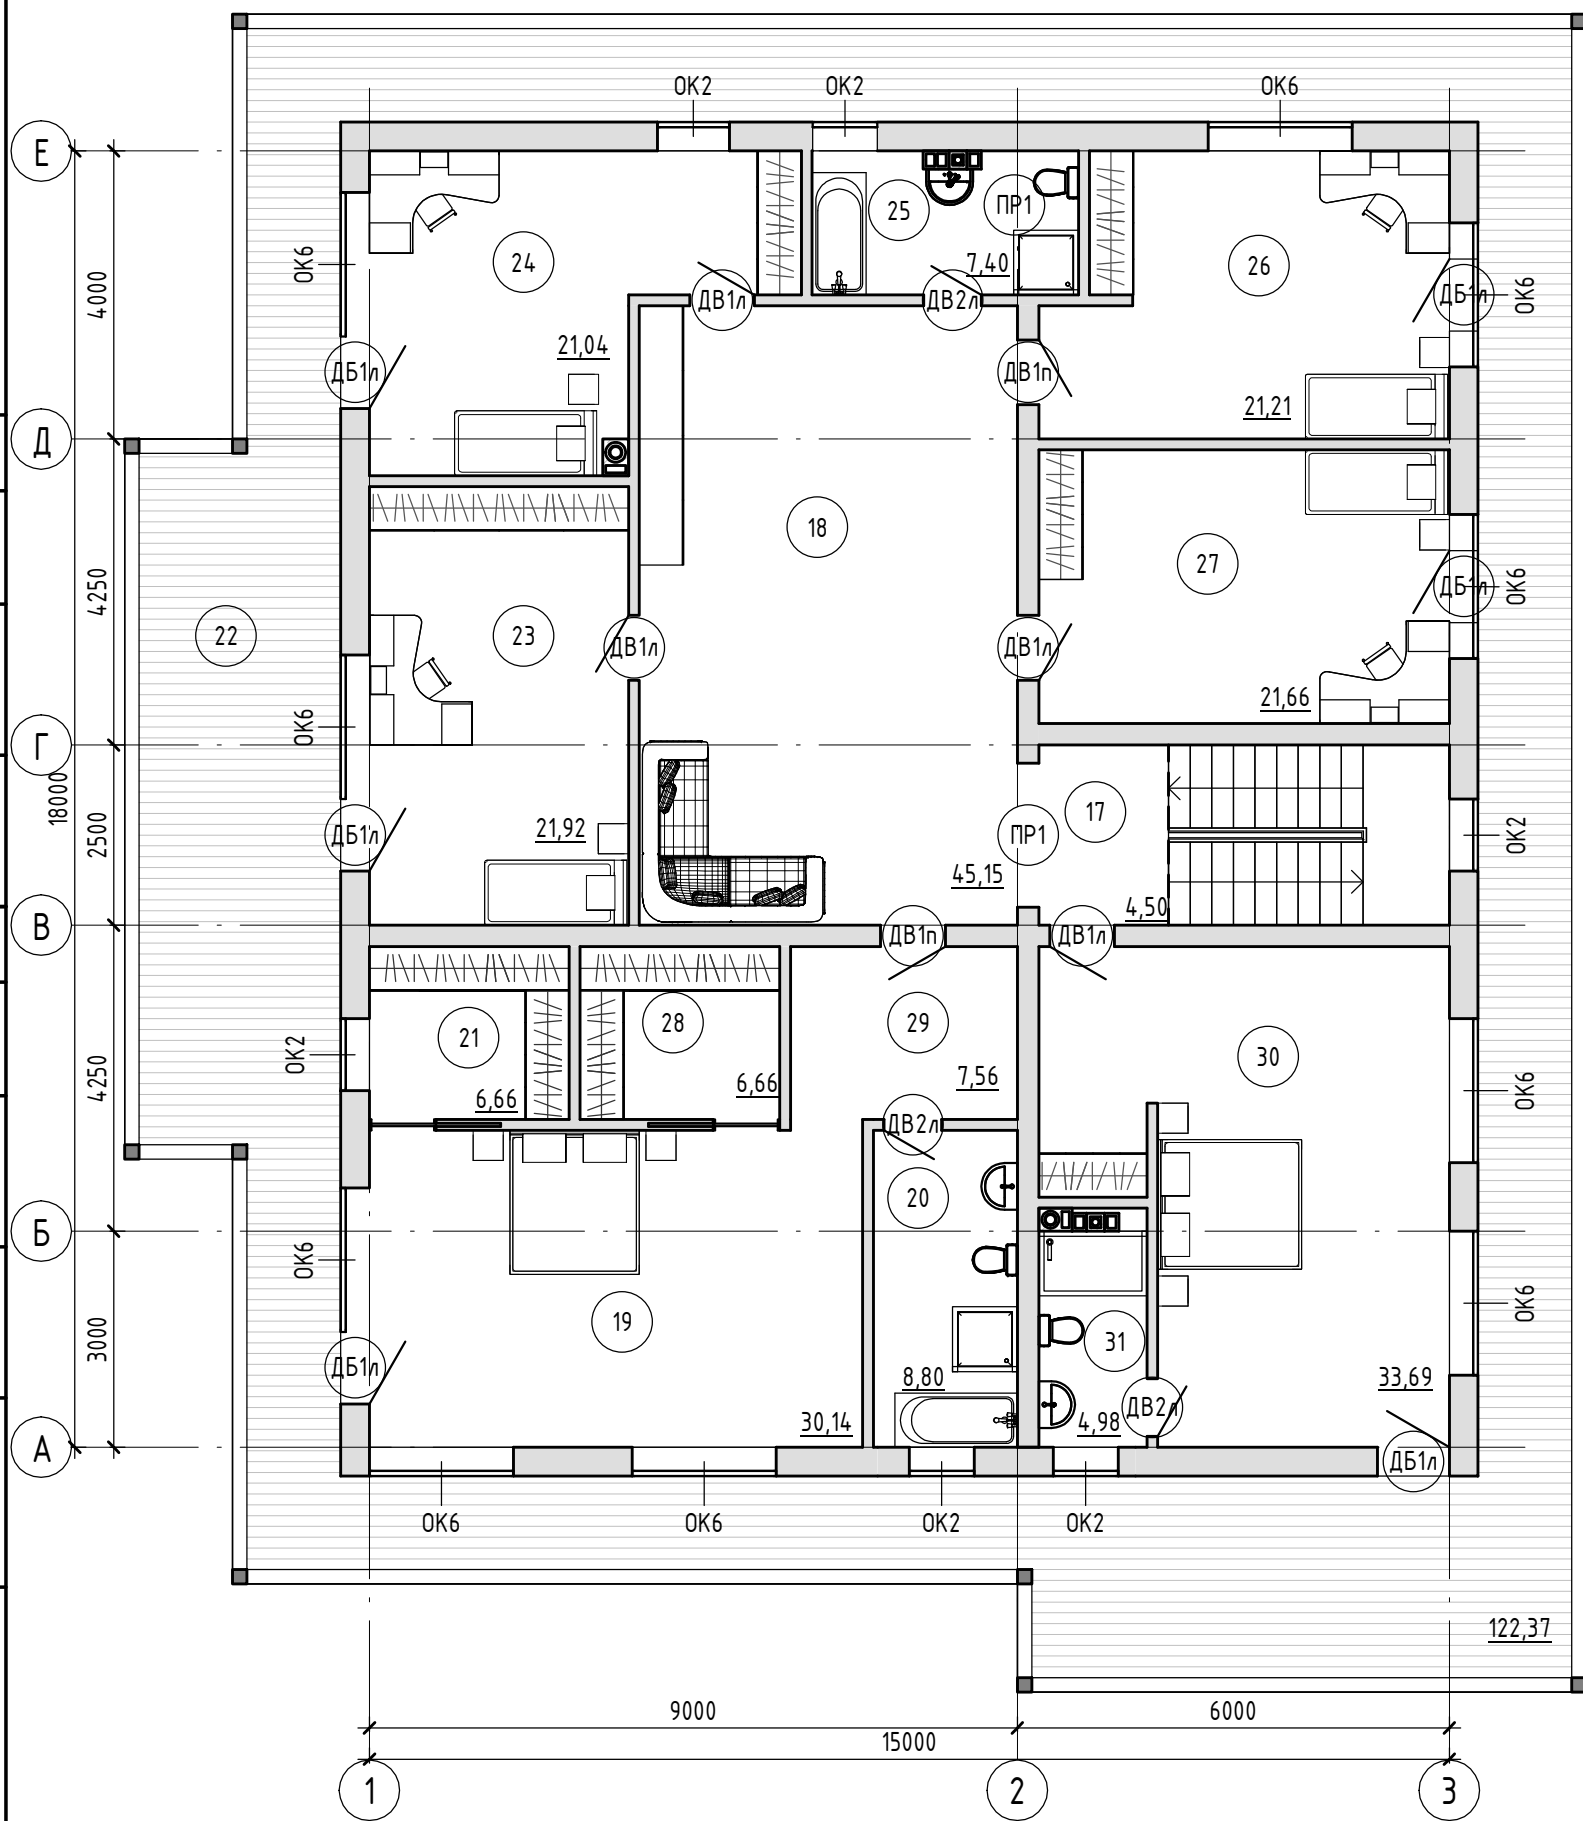 ОК2
ОК2
ОК6
Е
25
ПР1
24
26
ОК6
7,40
4000
ДВ1л
ДВ2л
ДБ1л
ОК6
21,04
ДБ1л
ДВ1п
21,21
Д
18
27
4250
ДБ1л
ОК6
22
23
ДВ1л
ДВ1л
21,66
ОК6
Г
18000
17
2500
ДБ1л
21,92
ПР1
ОК2
45,15
4,50
В
ДВ1п
ДВ1л
21
28
29
30
ОК2
4250
6,66
6,66
7,56
ОК6
ДВ2л
20
Б
ОК6
19
31
ОК6
3000
ДБ1л
8,80
33,69
30,14
4,98
ДВ2л
А
ДБ1л
ОК6
ОК6
ОК2
ОК2
122,37
9000
6000
15000
1
2
3